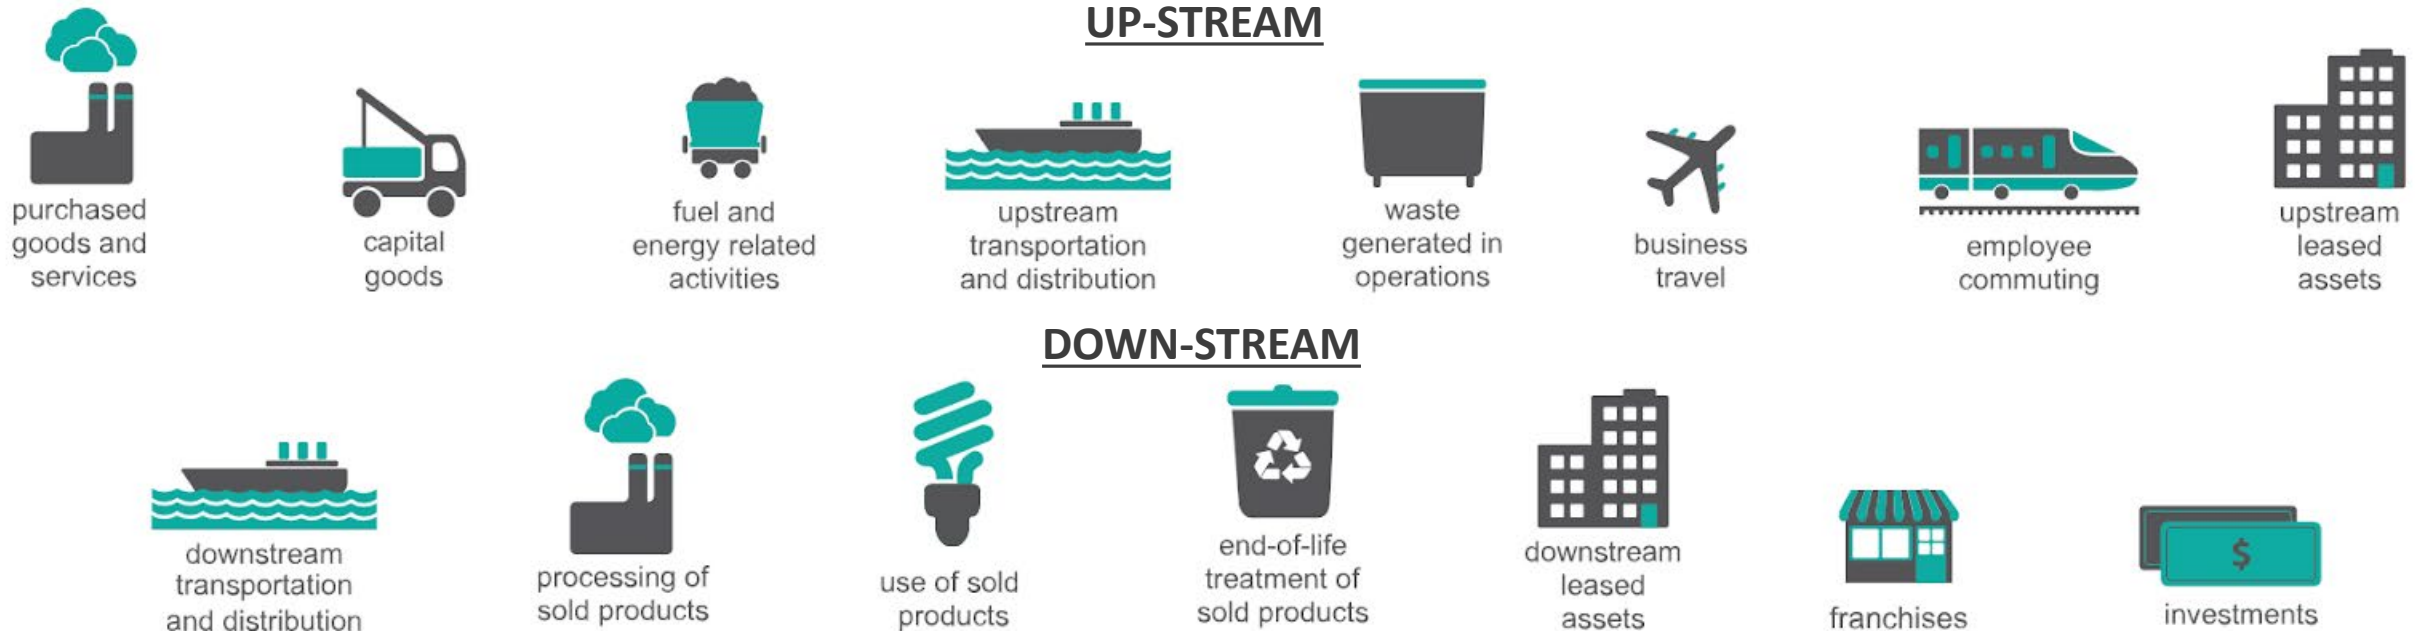 UP-STREAM
purchased
goods and
services
capital
goods
fuel and
energy related
activities
upstream
transportation
and distribution
waste
generated in
operations
business
travel
employee
commuting
upstream
leased
assets
DOWN-STREAM
downstream
transportation
and distribution
processing of
sold products
use of sold
products
end-of-life
treatment of
sold products
downstream
leased
assets
franchises
$
investments